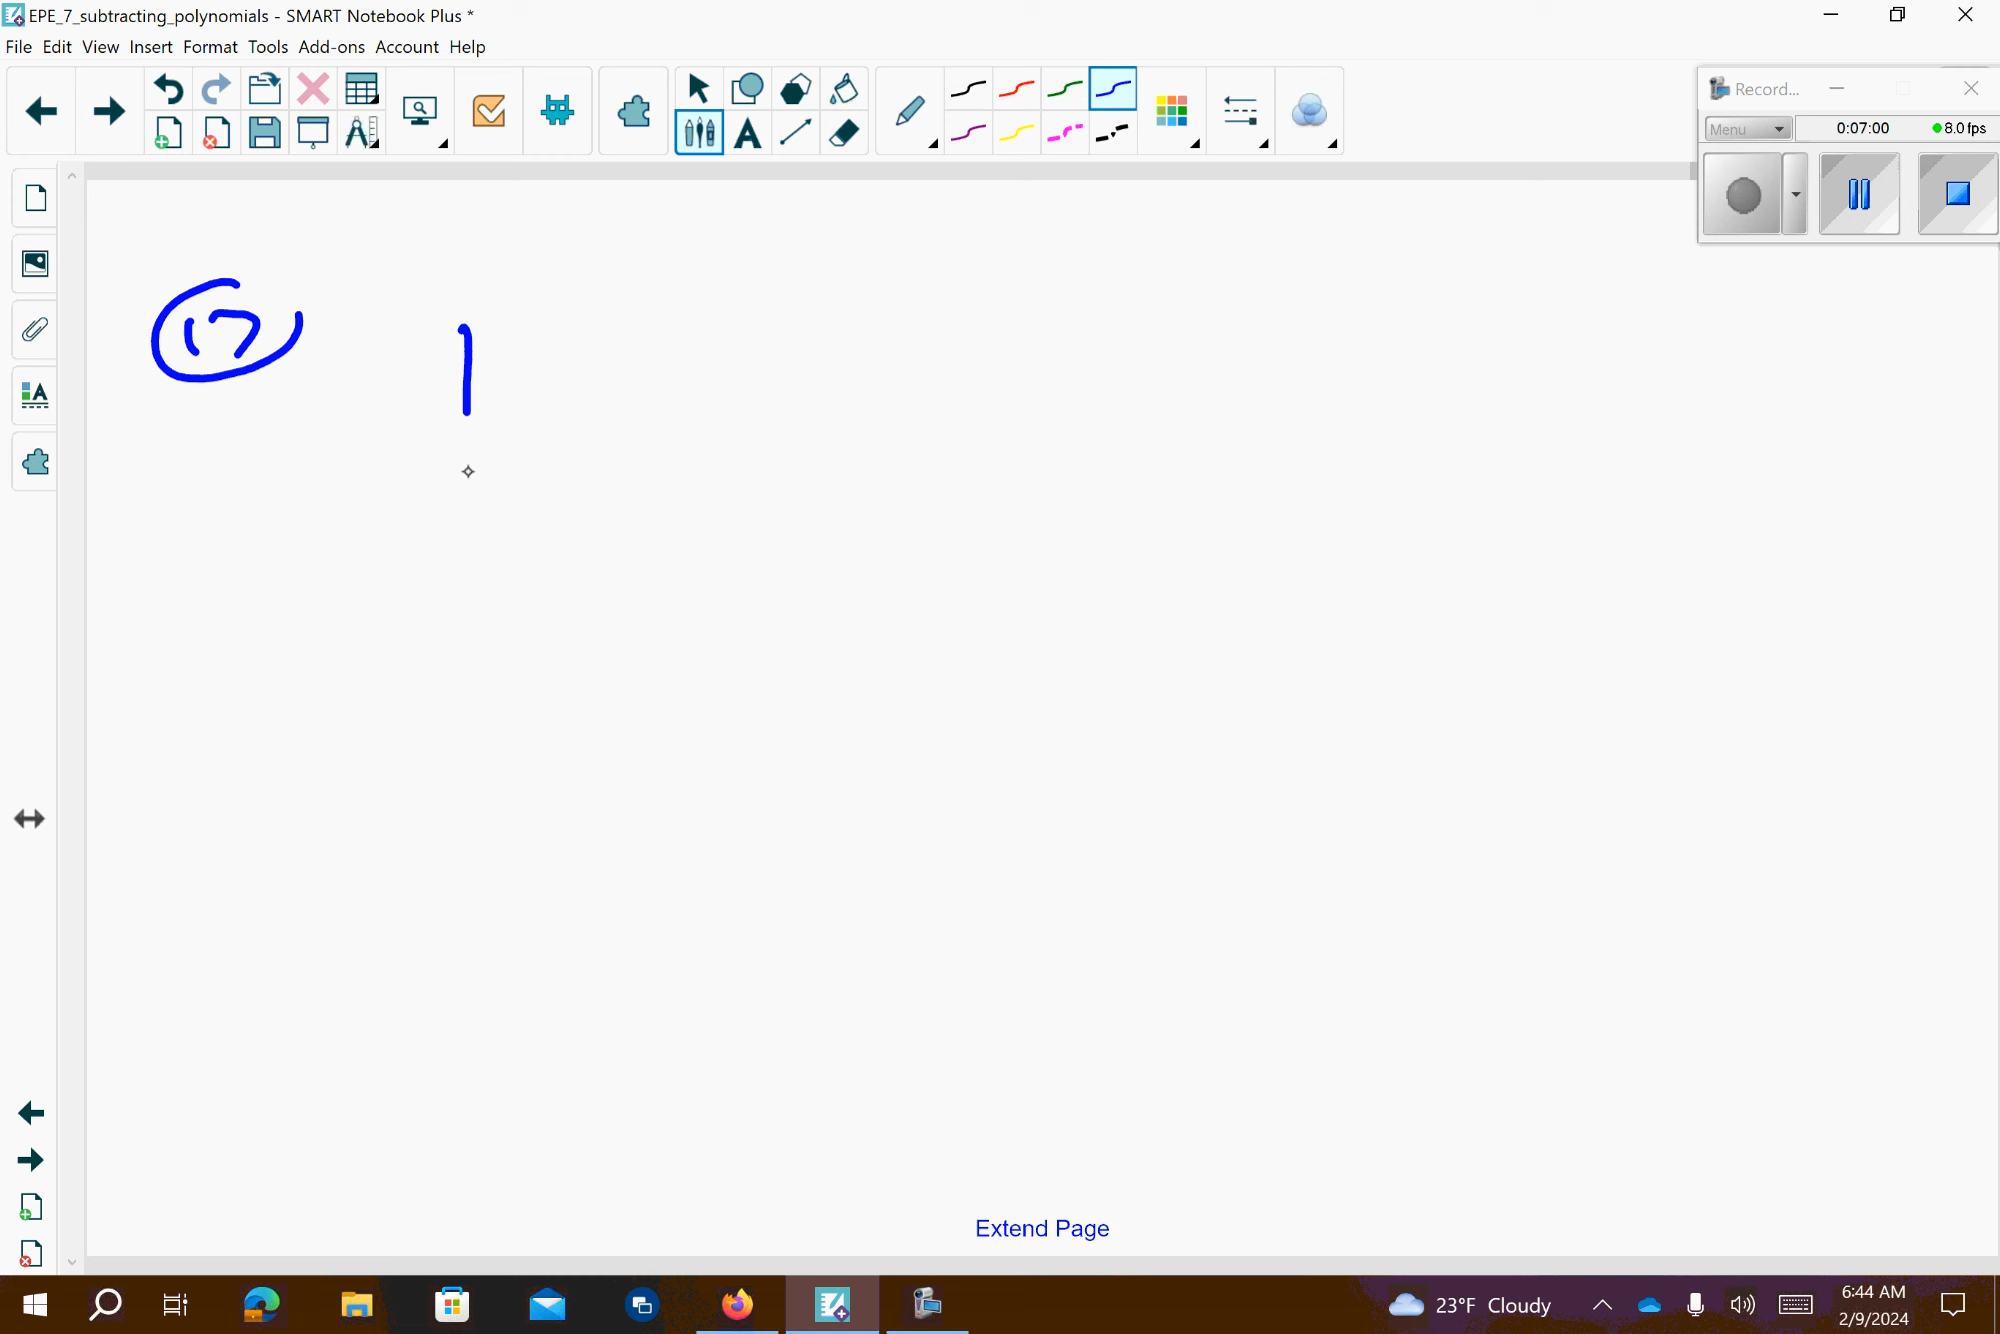 EPE_7_subtracting_polynomials - SMART Notebook Plus *
File Edit View Insert Format Tools Add-ons Account Help
Record...
Menu 0:07:00 8.0 fps
17 1
Extend Page
23°F Cloudy
6:44 AM
2/9/2024